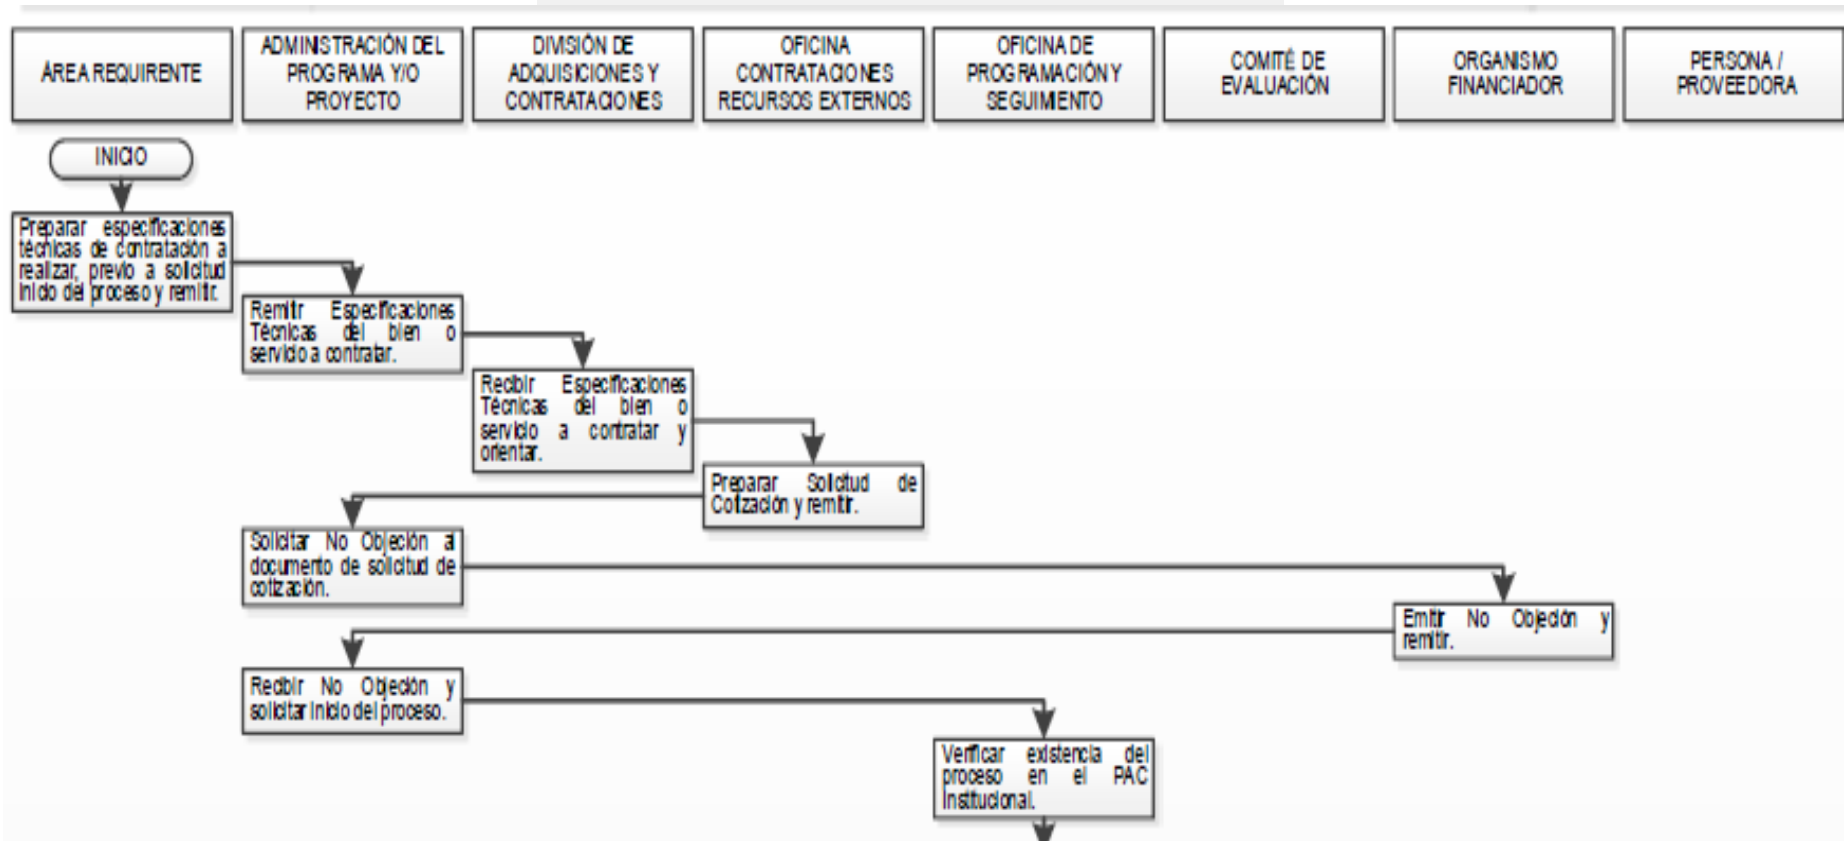 ÁREA REQUIRENTE
ADMINISTRACIÓN DEL
PROGRAMA Y/O
PROYECTO
DIVISIÓN DE
ADQUISICIONES Y
CONTRATACIONES
OFICINA
CONTRATACIONES
RECURSOS EXTERNOS
OFICINA DE
PROGRAMACIÓN Y
SEGUIMIENTO
COMITÉ DE
EVALUACIÓN
ORGANISMO
FINANCIADOR
PERSONA /
PROVEEDORA
INICIO
Preparar especificaciones
técnicas de contratación a
realizar, previo a solicitud
inicio del proceso y remitir.
Remitir Especificaciones
Técnicas del bien o
servicio a contratar.
Recibir Especificaciones
Técnicas del bien o
servicio a contratar y
orientar.
Preparar Solicitud de
Cotización y remitir.
Solicitar No Objeción al
documento de solicitud de
cotización.
Emitir No Objeción y
remitir.
Recibir No Objeción y
solicitar inicio del proceso.
Verificar existencia del
proceso en el PAC
Institucional.